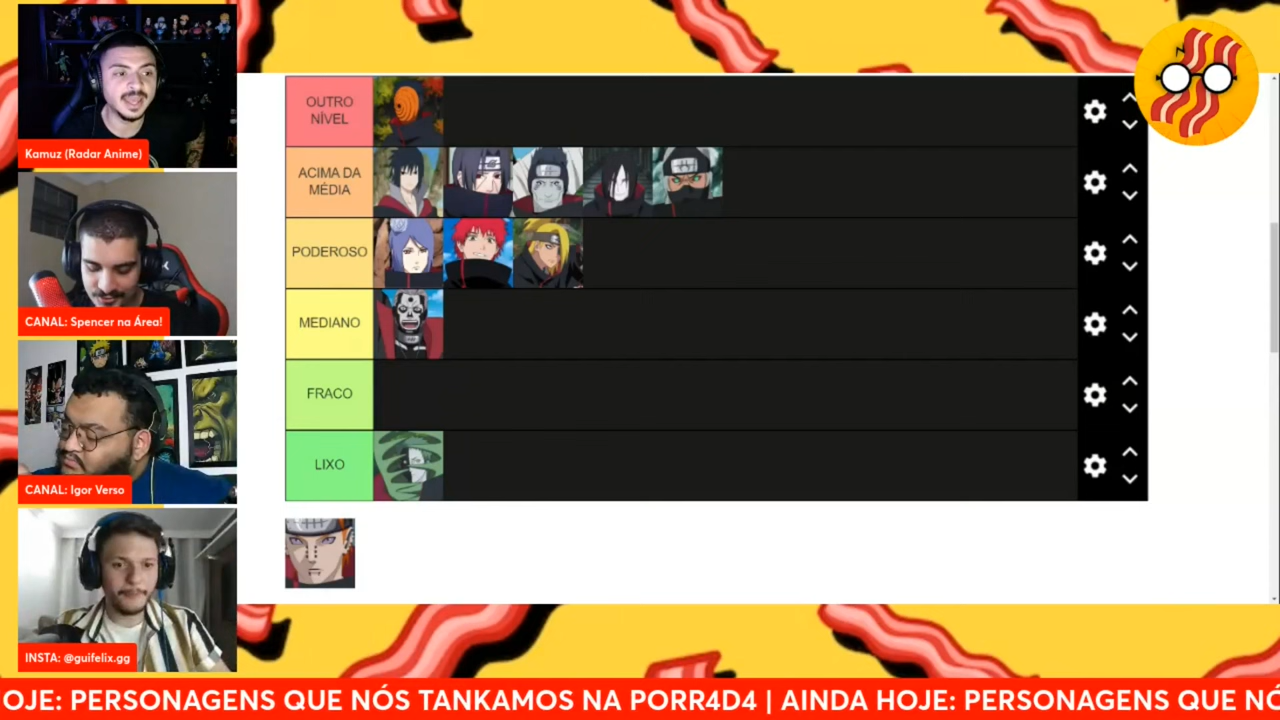 Kamuz (Radar Anime)
CANAL: Spencer na Área!
CANAL: Igor Verso
INSTA: @guifelix.gg
OUTRO
NÍVEL
ACIMA DA
MÉDIA
PODEROSO
MEDIANO
FRACO
LIXO
OJE: PERSONAGENS QUE NÓS TANKAMOS NA PORR4D4 | AINDA HOJE: PERSONAGENS QUE NÓ